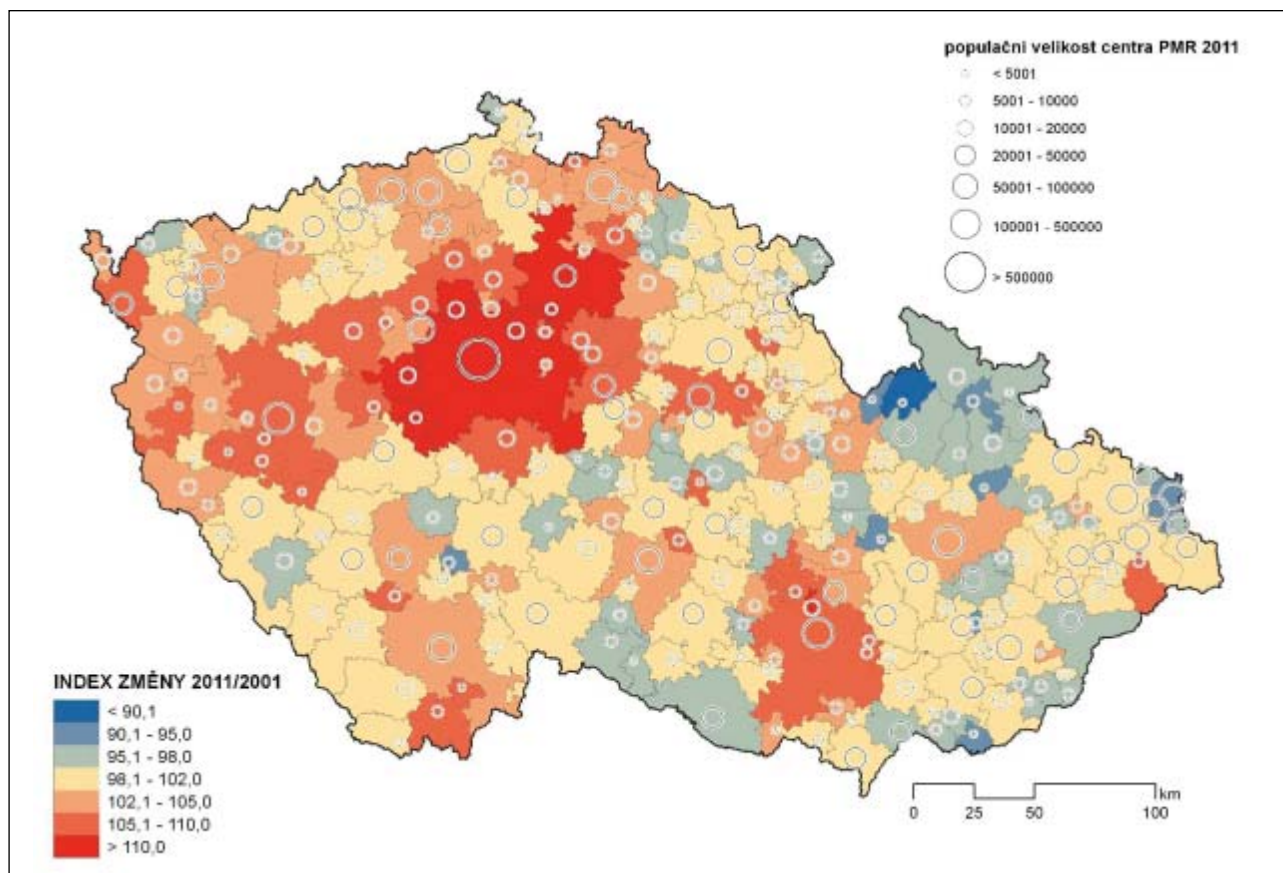 populační velikost centra PMR 2011
< 5001
5001 - 10000
10001 - 20000
20001 - 50000
50001 - 100000
100001 - 500000
> 500000
INDEX ZMĚNY 2011/2001
< 90,1
90,1 - 95,0
95,1 - 98,0
98,1 - 102,0
102,1 - 105,0
105,1 - 110,0
> 110,0
km
0 25 50 100